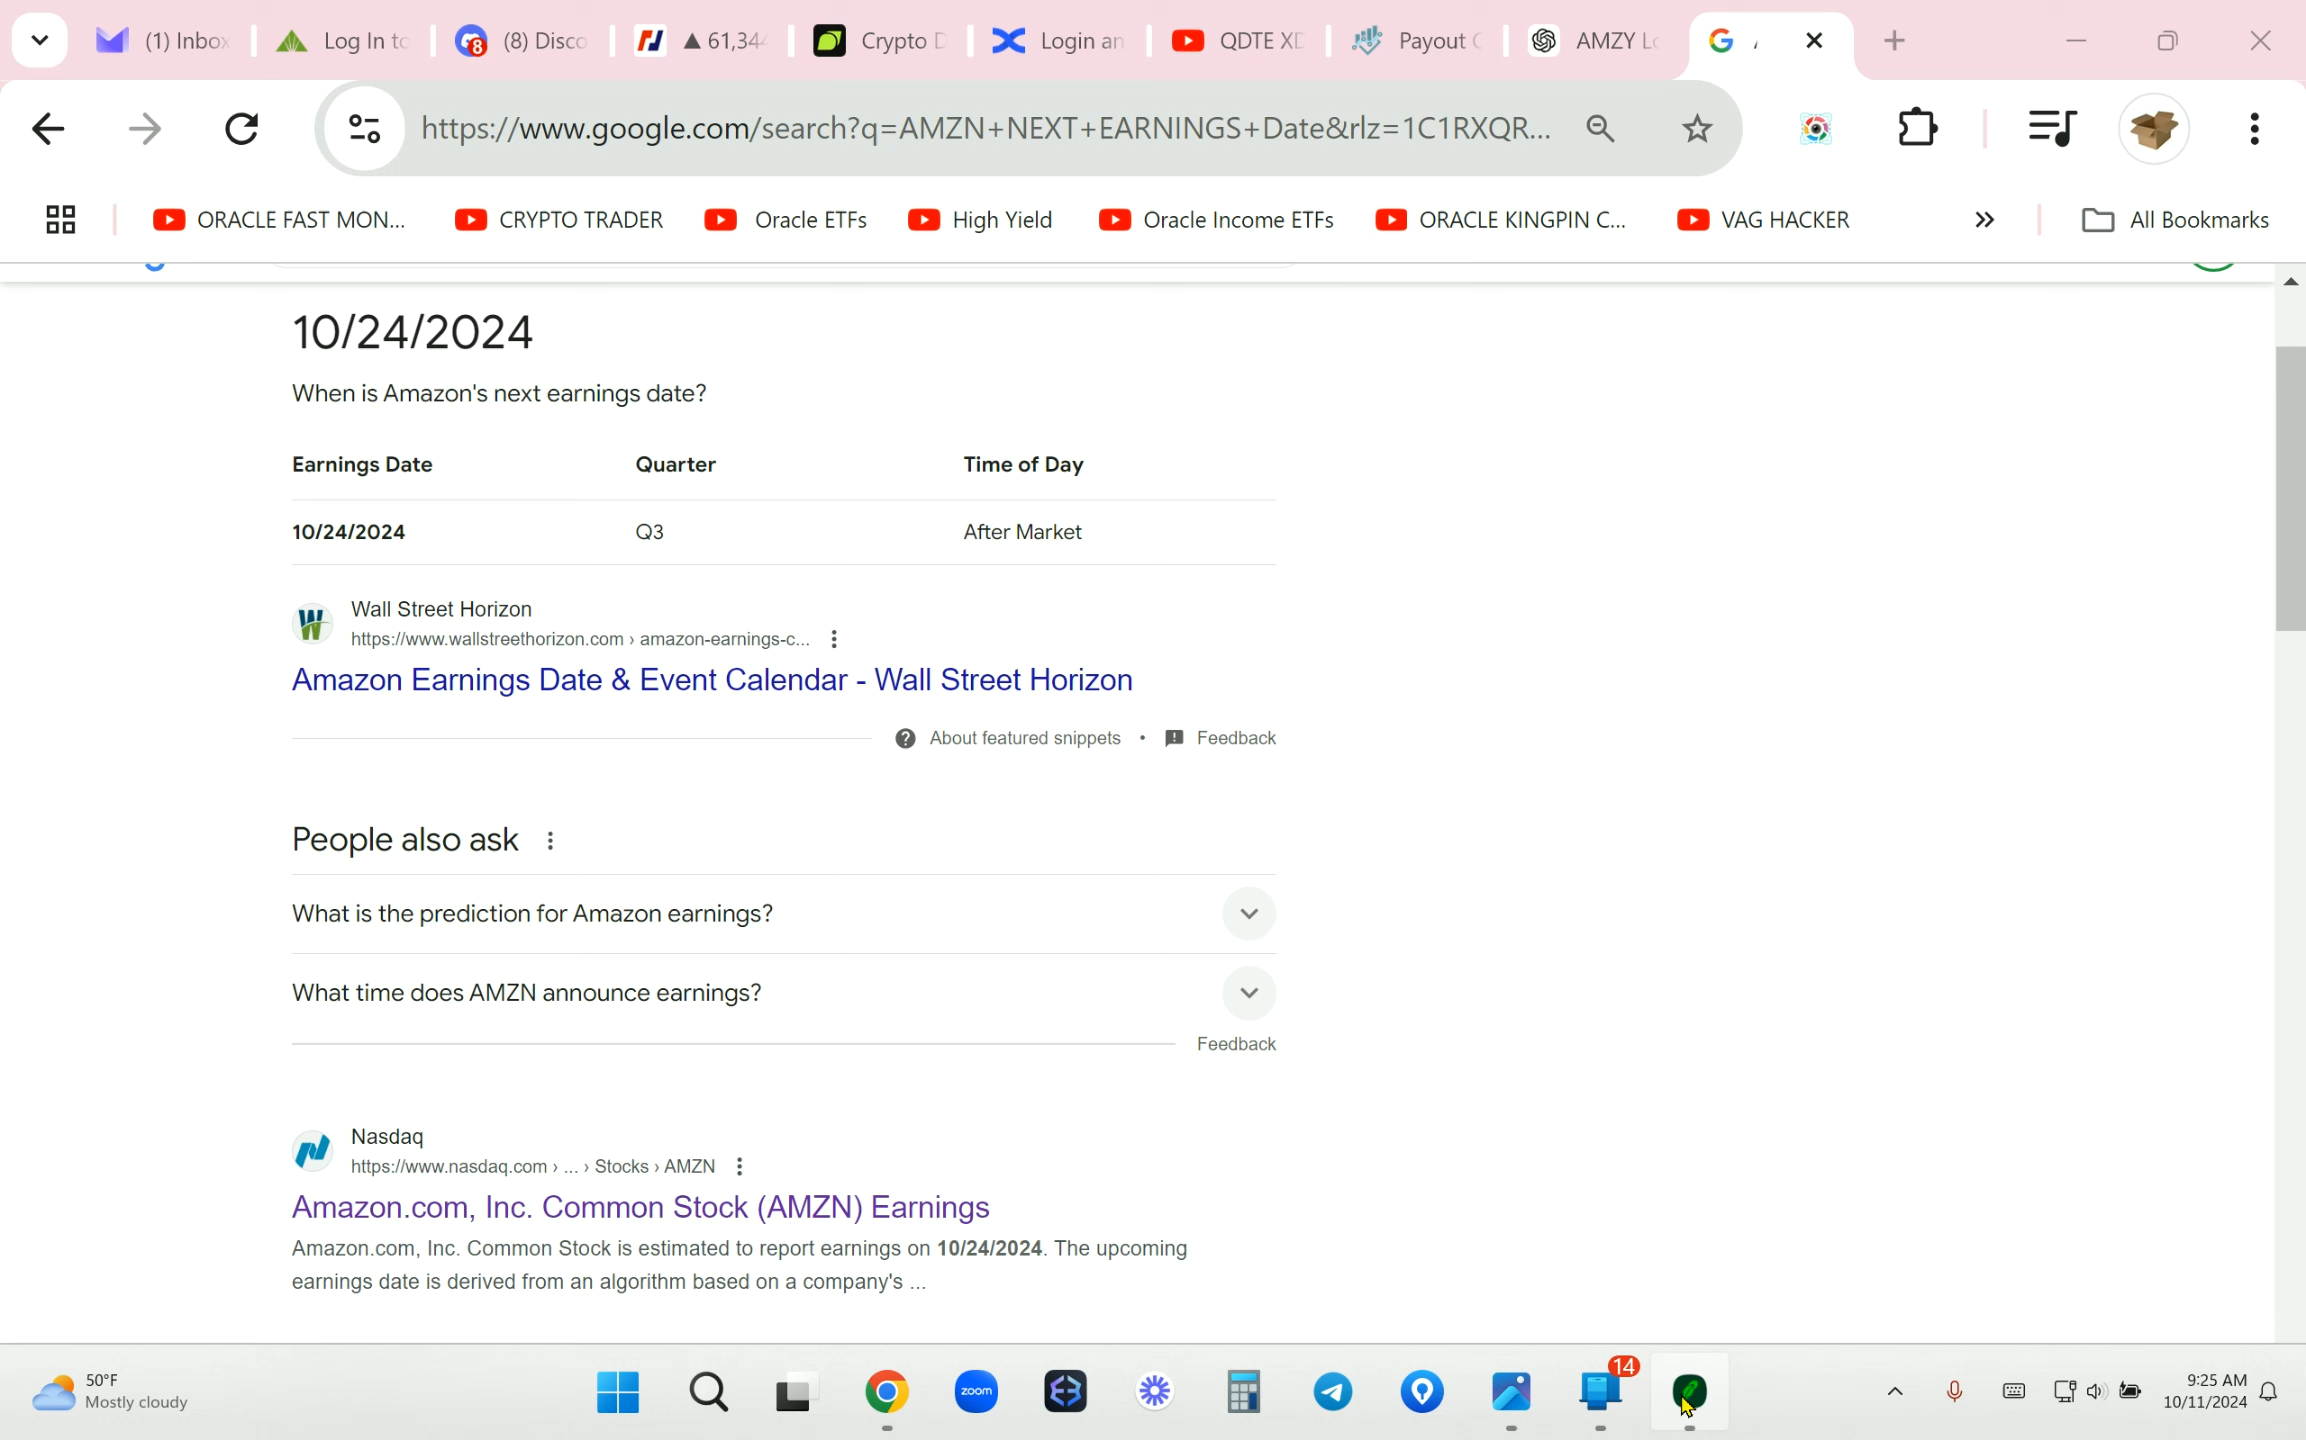 (1) Inbox
Log In to
(8) Disco
▲ 61,344
Crypto D
Login an
QDTE XD
Payout C
AMZY Lo
https://www.google.com/search?q=AMZN+NEXT+EARNINGS+Date&rlz=1C1RXQR...
ORACLE FAST MON...
CRYPTO TRADER
Oracle ETFs
High Yield
Oracle Income ETFs
ORACLE KINGPIN C...
VAG HACKER
All Bookmarks
10/24/2024
When is Amazon's next earnings date?
Earnings Date Quarter Time of Day
10/24/2024 Q3 After Market
Wall Street Horizon
https://www.wallstreethorizon.com › amazon-earnings-c...
Amazon Earnings Date & Event Calendar - Wall Street Horizon
About featured snippets • Feedback
People also ask
What is the prediction for Amazon earnings?
What time does AMZN announce earnings?
Feedback
Nasdaq
https://www.nasdaq.com › ... › Stocks › AMZN
Amazon.com, Inc. Common Stock (AMZN) Earnings
Amazon.com, Inc. Common Stock is estimated to report earnings on 10/24/2024. The upcoming
earnings date is derived from an algorithm based on a company's ...
50°F
Mostly cloudy
zoom
14
9:25 AM
10/11/2024